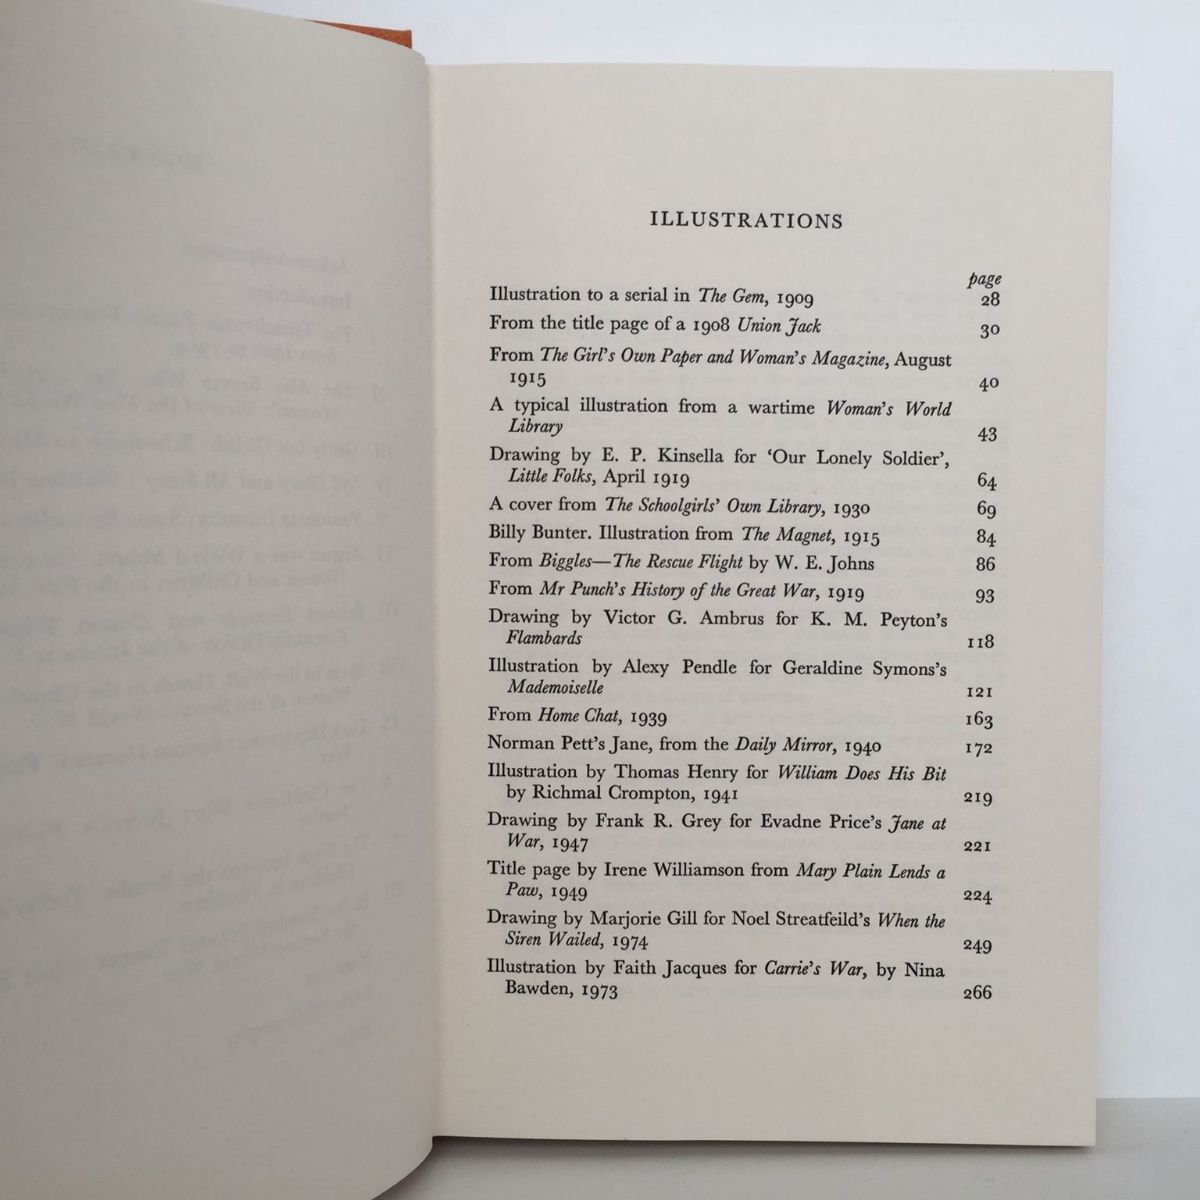 ILLUSTRATIONS
page
Illustration to a serial in The Gem, 1909 28
From the title page of a 1908 Union Jack 30
From The Girl's Own Paper and Woman's Magazine, August
1915 40
A typical illustration from a wartime Woman's World
Library 43
Drawing by E. P. Kinsella for ‘Our Lonely Soldier’,
Little Folks, April 1919 64
A cover from The Schoolgirls' Own Library, 1930 69
Billy Bunter. Illustration from The Magnet, 1915 84
From Biggles—The Rescue Flight by W. E. Johns 86
From Mr Punch's History of the Great War, 1919 93
Drawing by Victor G. Ambrus for K. M. Peyton's
Flambards 118
Illustration by Alexy Pendle for Geraldine Symons's
Mademoiselle 121
From Home Chat, 1939 163
Norman Pett's Jane, from the Daily Mirror, 1940 172
Illustration by Thomas Henry for William Does His Bit
by Richmal Crompton, 1941 219
Drawing by Frank R. Grey for Evadne Price's Jane at
War, 1947 221
Title page by Irene Williamson from Mary Plain Lends a
Paw, 1949 224
Drawing by Marjorie Gill for Noel Streatfeild's When the
Siren Wailed, 1974 249
Illustration by Faith Jacques for Carrie's War, by Nina
Bawden, 1973 266